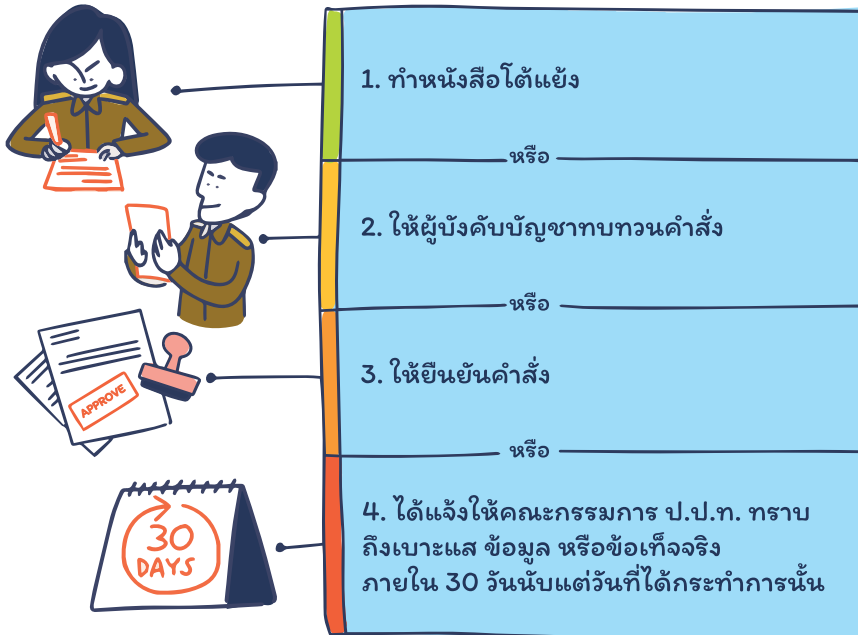 1. ทำหนังสือโต้แย้ง
หรือ
2. ให้ผู้บังคับบัญชาทบทวนคำสั่ง
หรือ
3. ให้ยืนยันคำสั่ง
APPROVE
หรือ
4. ได้แจ้งให้คณะกรรมการ ป.ป.ท. ทราบ
ถึงเบาะแส ข้อมูล หรือข้อเท็จจริง
ภายใน 30 วันนับแต่วันที่ได้กระทำการนั้น
30
DAYS